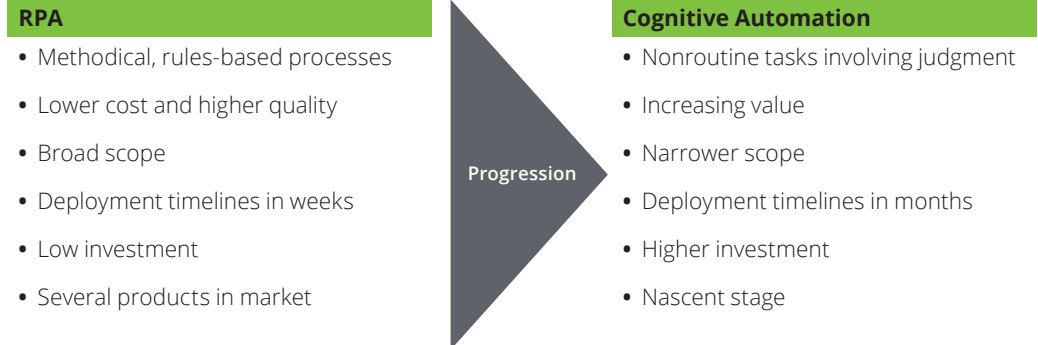 RPA
• Methodical, rules-based processes
• Lower cost and higher quality
• Broad scope
• Deployment timelines in weeks
• Low investment
• Several products in market
Progression
Cognitive Automation
• Nonroutine tasks involving judgment
• Increasing value
• Narrower scope
• Deployment timelines in months
• Higher investment
• Nascent stage